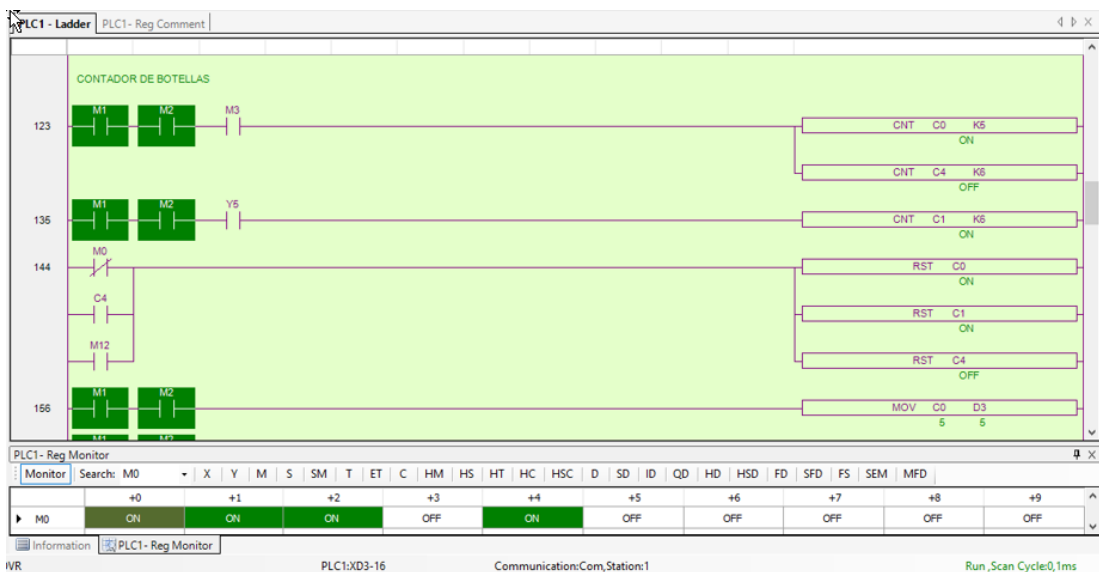 PLC1 - Ladder PLC1- Reg Comment
CONTADOR DE BOTELLAS
M1 M2 M3
123 CNT C0 K5
ON
CNT C4 K6
OFF
M1 M2 Y5
135 CNT C1 K6
ON
M0
144 RST C0
ON
C4
RST C1
ON
M12
RST C4
OFF
M1 M2
156 MOV C0 D3
5 5
M1 M2
PLC1- Reg Monitor
Monitor Search: M0 X Y M S SM T ET C HM HS HT HC HSC D SD ID QD HD HSD FD SFD FS SEM MFD
+0 +1 +2 +3 +4 +5 +6 +7 +8 +9
M0 ON ON ON OFF ON OFF OFF OFF OFF OFF
Information PLC1- Reg Monitor
OVR PLC1:XD3-16 Communication:Com,Station:1 Run ,Scan Cycle:0,1ms